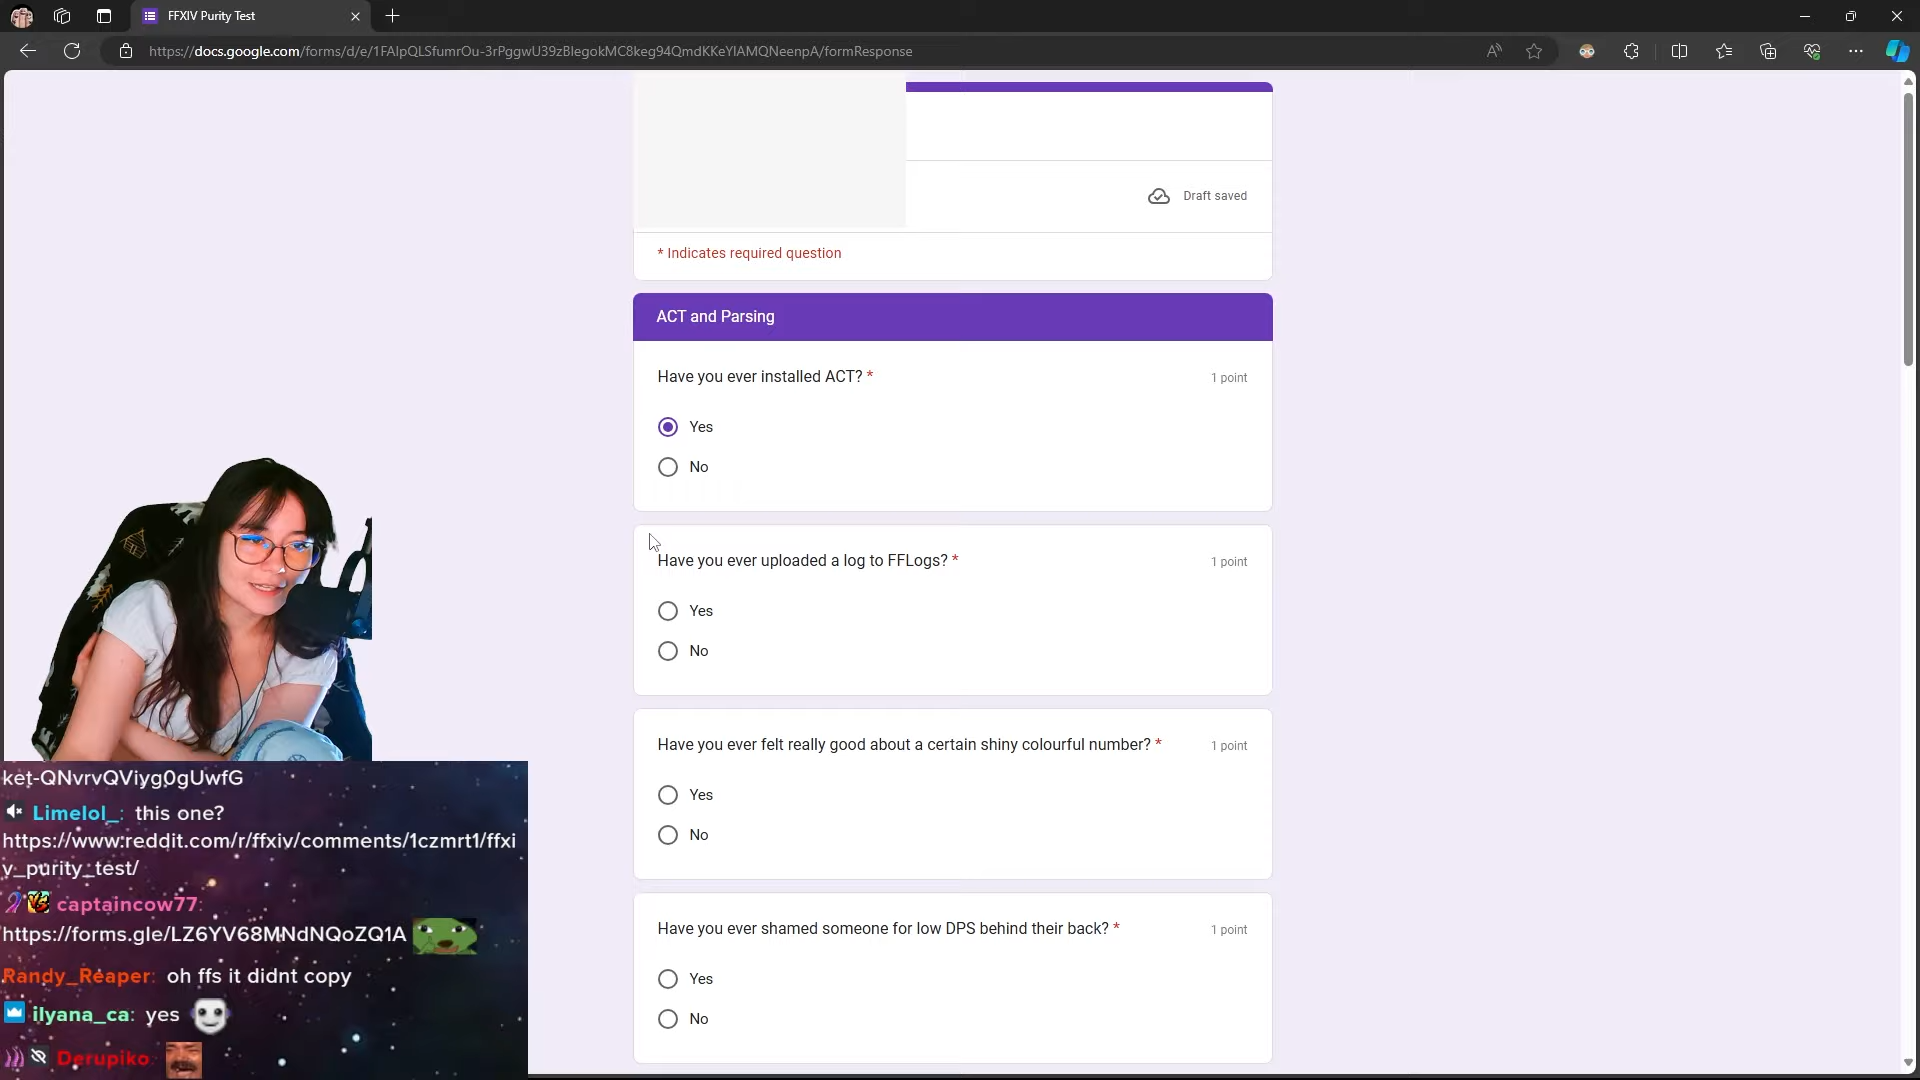 FFXIV Purity Test
https://docs.google.com/forms/d/e/1FAIpQLSfumrOu-3rPggwU39zBlegokMC8keg94QmdKKeYlAMQNeenpA/formResponse
Draft saved
* Indicates required question
ACT and Parsing
Have you ever installed ACT? *
1 point
Yes
No
Have you ever uploaded a log to FFLogs? *
1 point
Yes
No
Have you ever felt really good about a certain shiny colourful number? *
1 point
Yes
No
Have you ever shamed someone for low DPS behind their back? *
1 point
Yes
No
ket-QNvrvQViyg0gUwfG
Limelol_: this one?
https://www.reddit.com/r/ffxiv/comments/1czmrt1/ffxi
v_purity_test/
captaincow77:
https://forms.gle/LZ6YV68MNdNQoZQ1A
Randy_Reaper: oh ffs it didnt copy
ilyana_ca: yes
Derupiko: